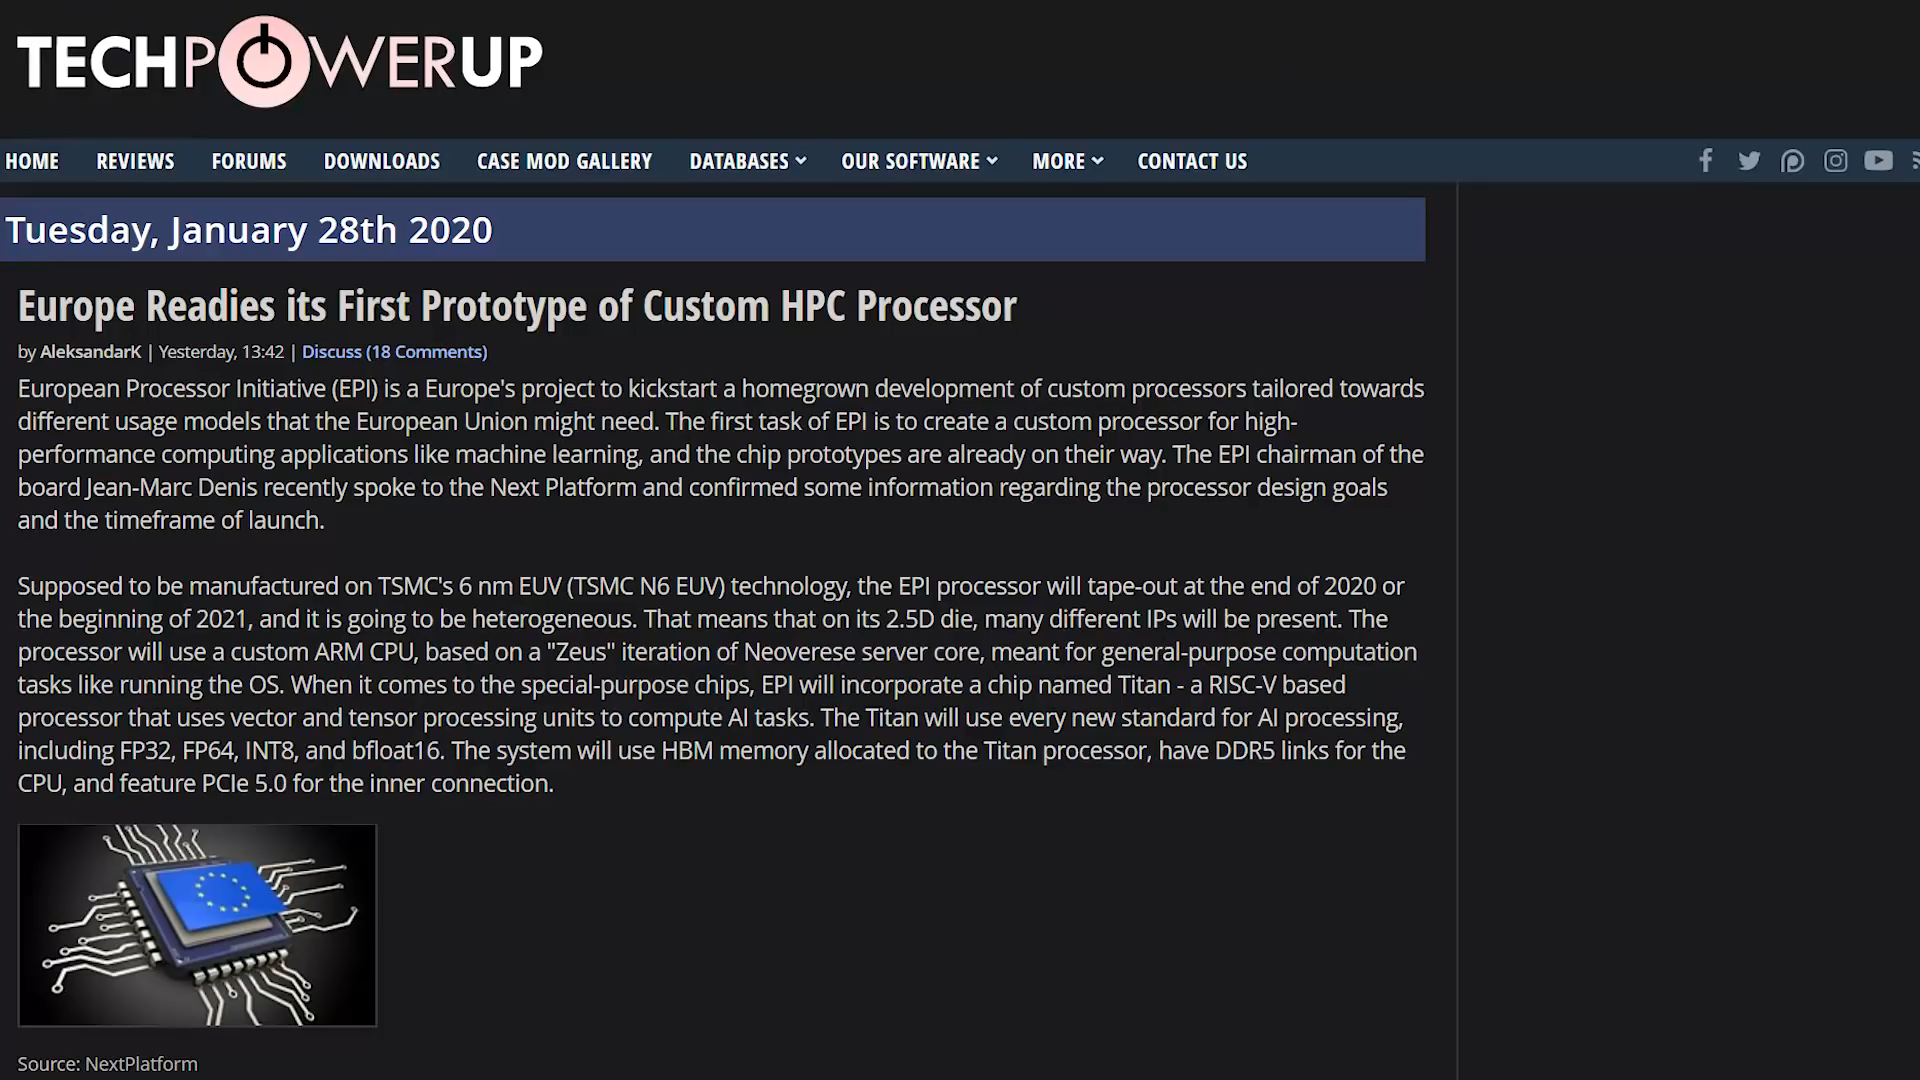 TECHPOWERUP
HOME REVIEWS FORUMS DOWNLOADS CASE MOD GALLERY DATABASES OUR SOFTWARE MORE CONTACT US
Tuesday, January 28th 2020
Europe Readies its First Prototype of Custom HPC Processor
by AleksandarK | Yesterday, 13:42 | Discuss (18 Comments)
European Processor Initiative (EPI) is a Europe's project to kickstart a homegrown development of custom processors tailored towards
different usage models that the European Union might need. The first task of EPI is to create a custom processor for high-
performance computing applications like machine learning, and the chip prototypes are already on their way. The EPI chairman of the
board Jean-Marc Denis recently spoke to the Next Platform and confirmed some information regarding the processor design goals
and the timeframe of launch.
Supposed to be manufactured on TSMC's 6 nm EUV (TSMC N6 EUV) technology, the EPI processor will tape-out at the end of 2020 or
the beginning of 2021, and it is going to be heterogeneous. That means that on its 2.5D die, many different IPs will be present. The
processor will use a custom ARM CPU, based on a "Zeus" iteration of Neoverese server core, meant for general-purpose computation
tasks like running the OS. When it comes to the special-purpose chips, EPI will incorporate a chip named Titan - a RISC-V based
processor that uses vector and tensor processing units to compute AI tasks. The Titan will use every new standard for AI processing,
including FP32, FP64, INT8, and bfloat16. The system will use HBM memory allocated to the Titan processor, have DDR5 links for the
CPU, and feature PCIe 5.0 for the inner connection.
Source: NextPlatform